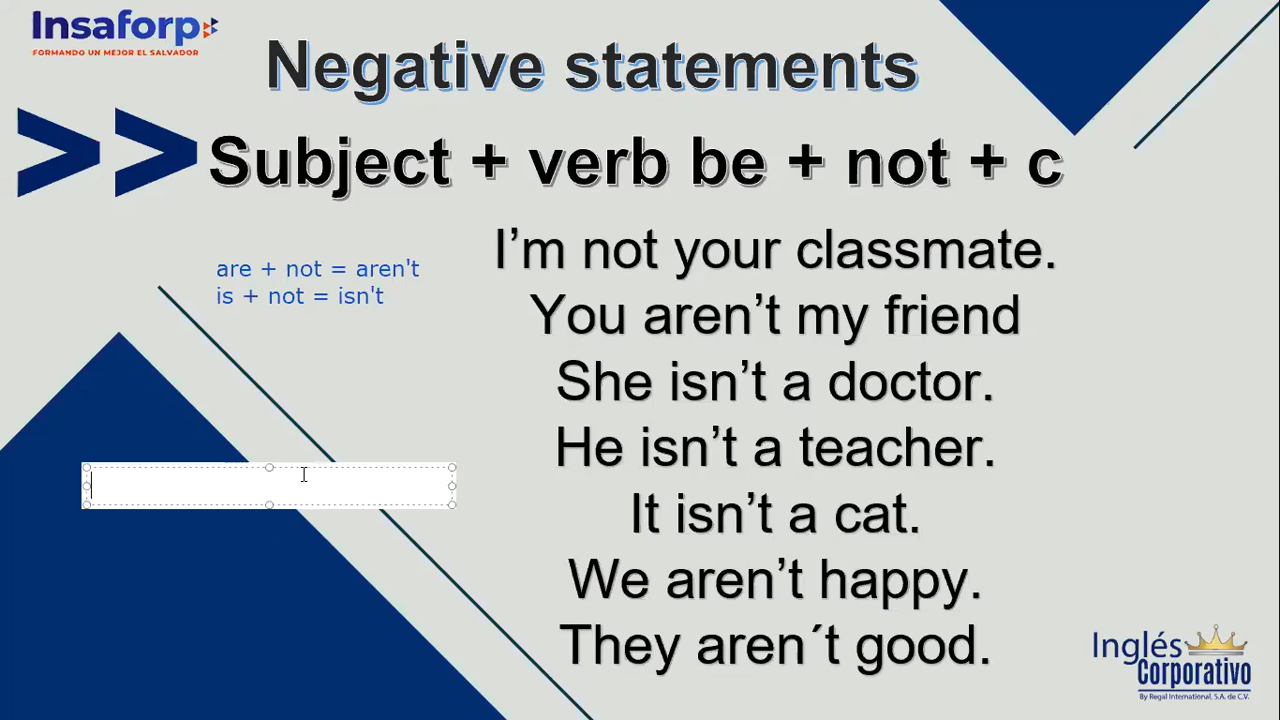 Insaforp
FORMANDO UN MEJOR EL SALVADOR
Negative statements
>> Subject + verb be + not + c
are + not = aren't
is + not = isn't
I’m not your classmate.
You aren’t my friend
She isn’t a doctor.
He isn’t a teacher.
It isn’t a cat.
We aren’t happy.
They aren´t good.
Inglés
Corporativo
By Regal International, S.A. de C.V.